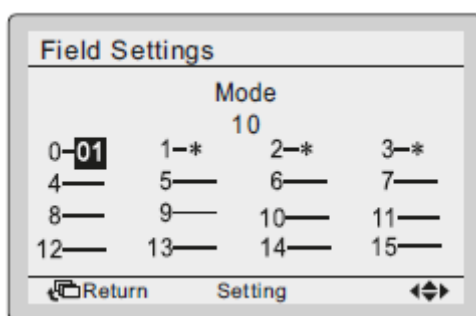 Field Settings
Mode
10
0-01 1-* 2-* 3-*
4— 5— 6— 7—
8— 9— 10— 11—
12— 13— 14— 15—
Return Setting